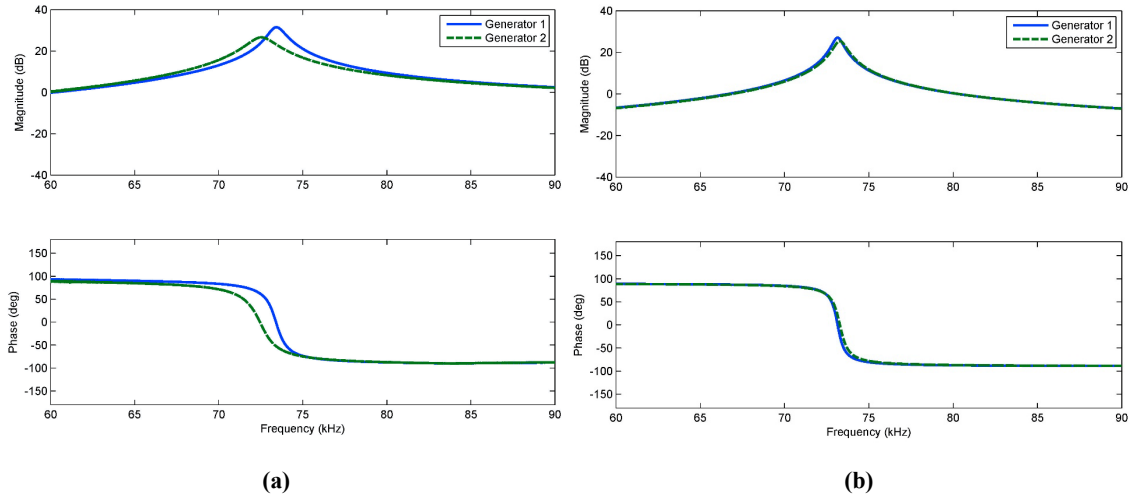 40
20
0
-20
-40
Magnitude (dB)
60 65 70 75 80 85 90
Generator 1
Generator 2
40
20
0
-20
-40
Magnitude (dB)
60 65 70 75 80 85 90
Generator 1
Generator 2
150
100
50
0
-50
-100
-150
Phase (deg)
60 65 70 75 80 85 90
Frequency (kHz)
150
100
50
0
-50
-100
-150
Phase (deg)
60 65 70 75 80 85 90
Frequency (kHz)
(a)
(b)